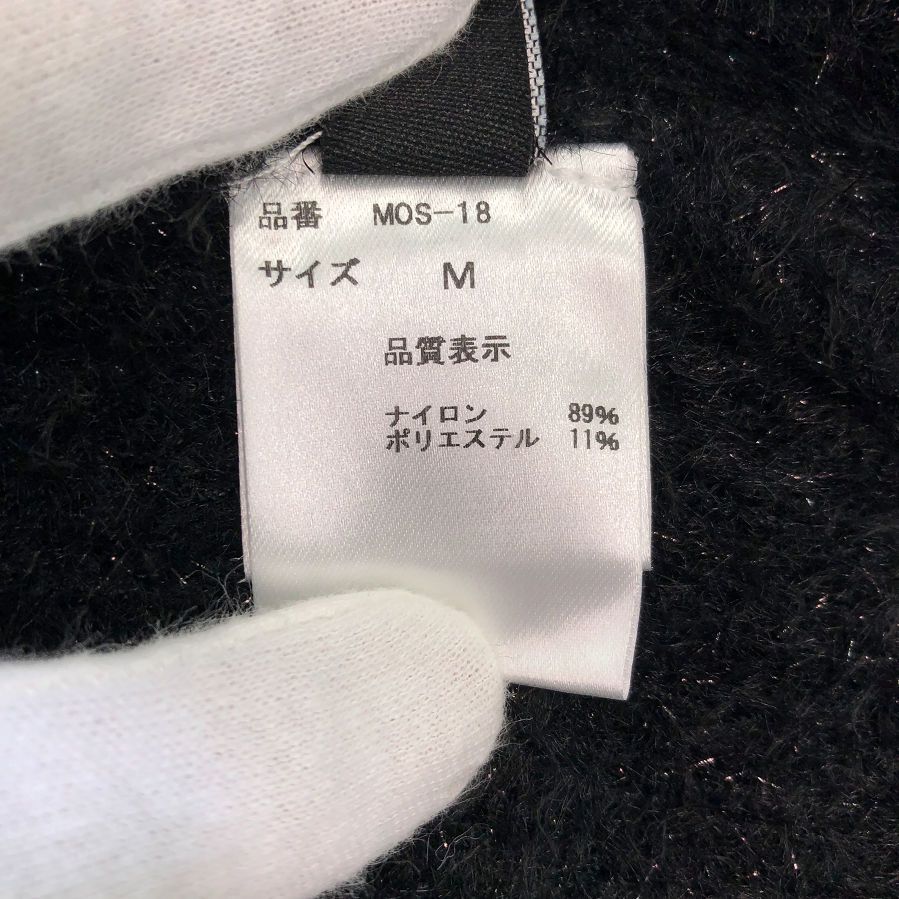 品番 MOS-18
サイズ M
品質表示
ナイロン 89%
ポリエステル 11%